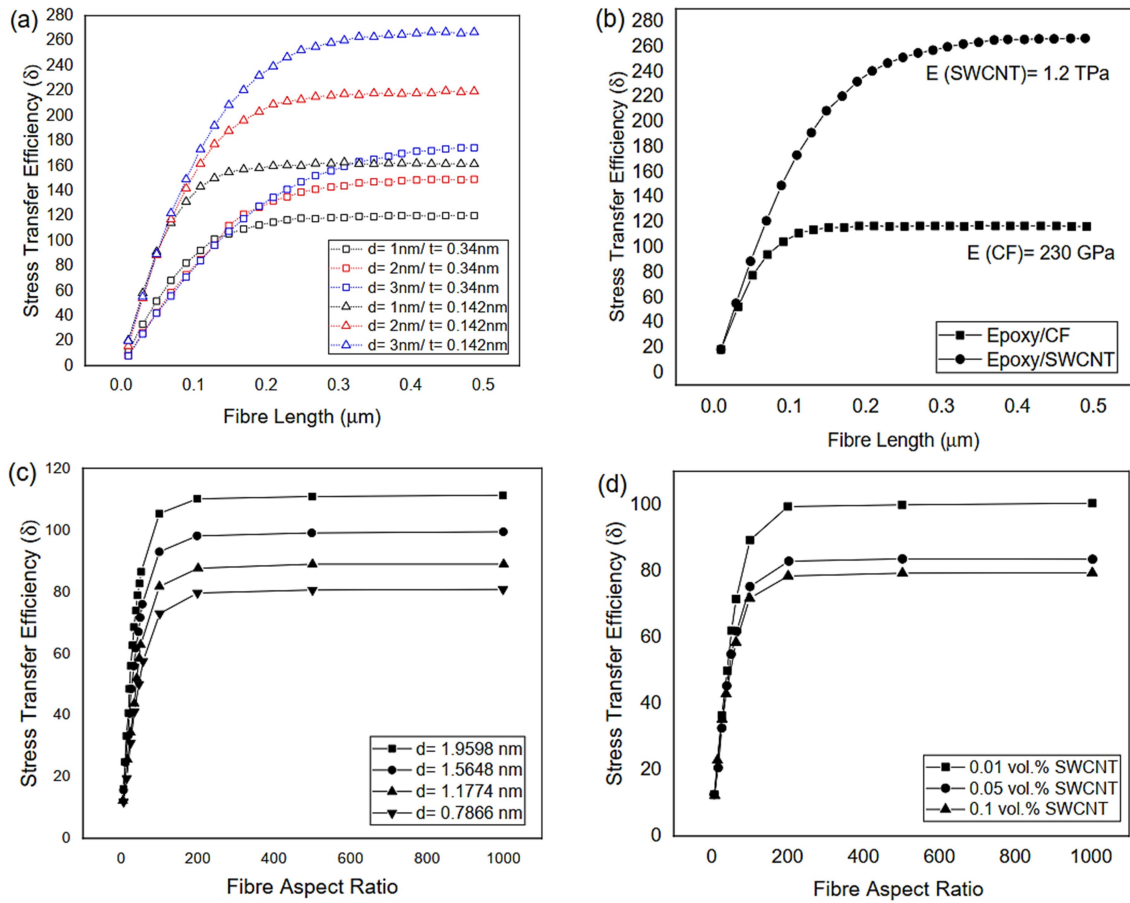 (a)
Stress Transfer Efficiency (δ)
280
260
240
220
200
180
160
140
120
100
80
60
40
20
0
d= 1nm/ t= 0.34nm
d= 2nm/ t= 0.34nm
d= 3nm/ t= 0.34nm
d= 1nm/ t= 0.142nm
d= 2nm/ t= 0.142nm
d= 3nm/ t= 0.142nm
0.0 0.1 0.2 0.3 0.4 0.5
Fibre Length (μm)
(b)
Stress Transfer Efficiency (δ)
280
260
240
220
200
180
160
140
120
100
80
60
40
20
0
E (SWCNT)= 1.2 TPa
E (CF)= 230 GPa
Epoxy/CF
Epoxy/SWCNT
0.0 0.1 0.2 0.3 0.4 0.5
Fibre Length (μm)
(c)
Stress Transfer Efficiency (δ)
120
100
80
60
40
20
0
d= 1.9598 nm
d= 1.5648 nm
d= 1.1774 nm
d= 0.7866 nm
0 200 400 600 800 1000
Fibre Aspect Ratio
(d)
Stress Transfer Efficiency (δ)
100
80
60
40
20
0
0.01 vol.% SWCNT
0.05 vol.% SWCNT
0.1 vol.% SWCNT
0 200 400 600 800 1000
Fibre Aspect Ratio